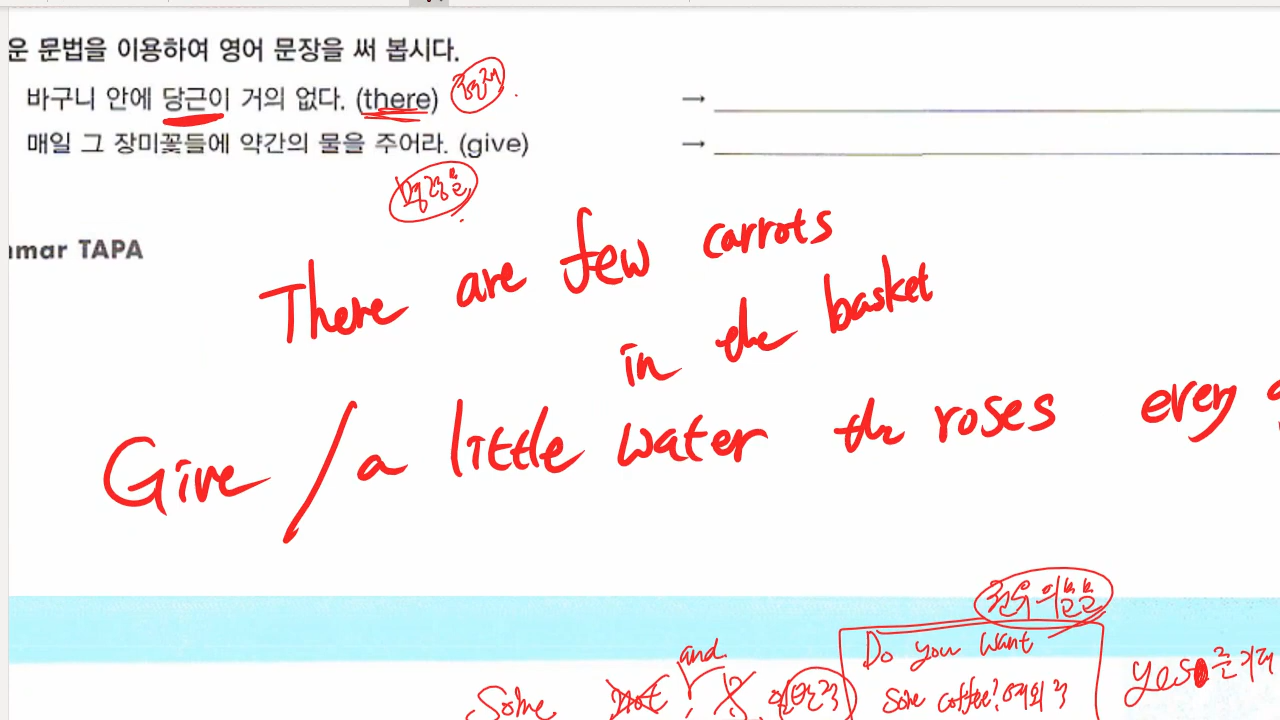 운 문법을 이용하여 영어 문장을 써 봅시다.
바구니 안에 당근이 거의 없다. (there) 현재 →
매일 그 장미꽃들에 약간의 물을 주어라. (give) →
명령문
mmar TAPA
There are few carrots
in the basket
Give / a little water the roses every
권유 의문문
and
Do you want
Some not ? some coffee?
yes